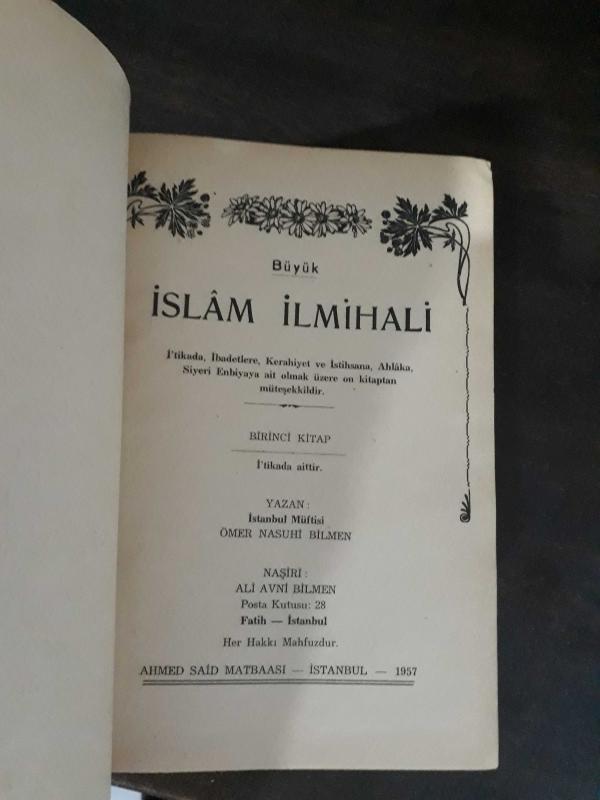 Büyük
İSLÂM İLMİHALİ
İ'tikada, İbadetlere, Kerahiyet ve İstihsana, Ahlâka,
Siyeri Enbiyaya ait olmak üzere on kitaptan
müteşekkildir.
BİRİNCİ KİTAP
İ'tikada aittir.
YAZAN :
İstanbul Müftisi
ÖMER NASUHİ BİLMEN
NAŞİRİ :
ALİ AVNİ BİLMEN
Posta Kutusu: 28
Fatih — İstanbul
Her Hakkı Mahfuzdur.
AHMED SAİD MATBAASI — İSTANBUL — 1957